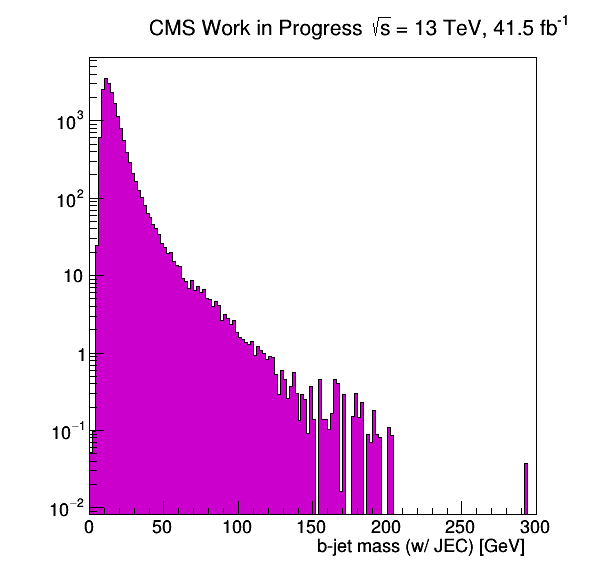 CMS Work in Progress √s = 13 TeV, 41.5 fb⁻¹
10³
10²
10
1
10⁻¹
10⁻²
0 50 100 150 200 250 300
b-jet mass (w/ JEC) [GeV]